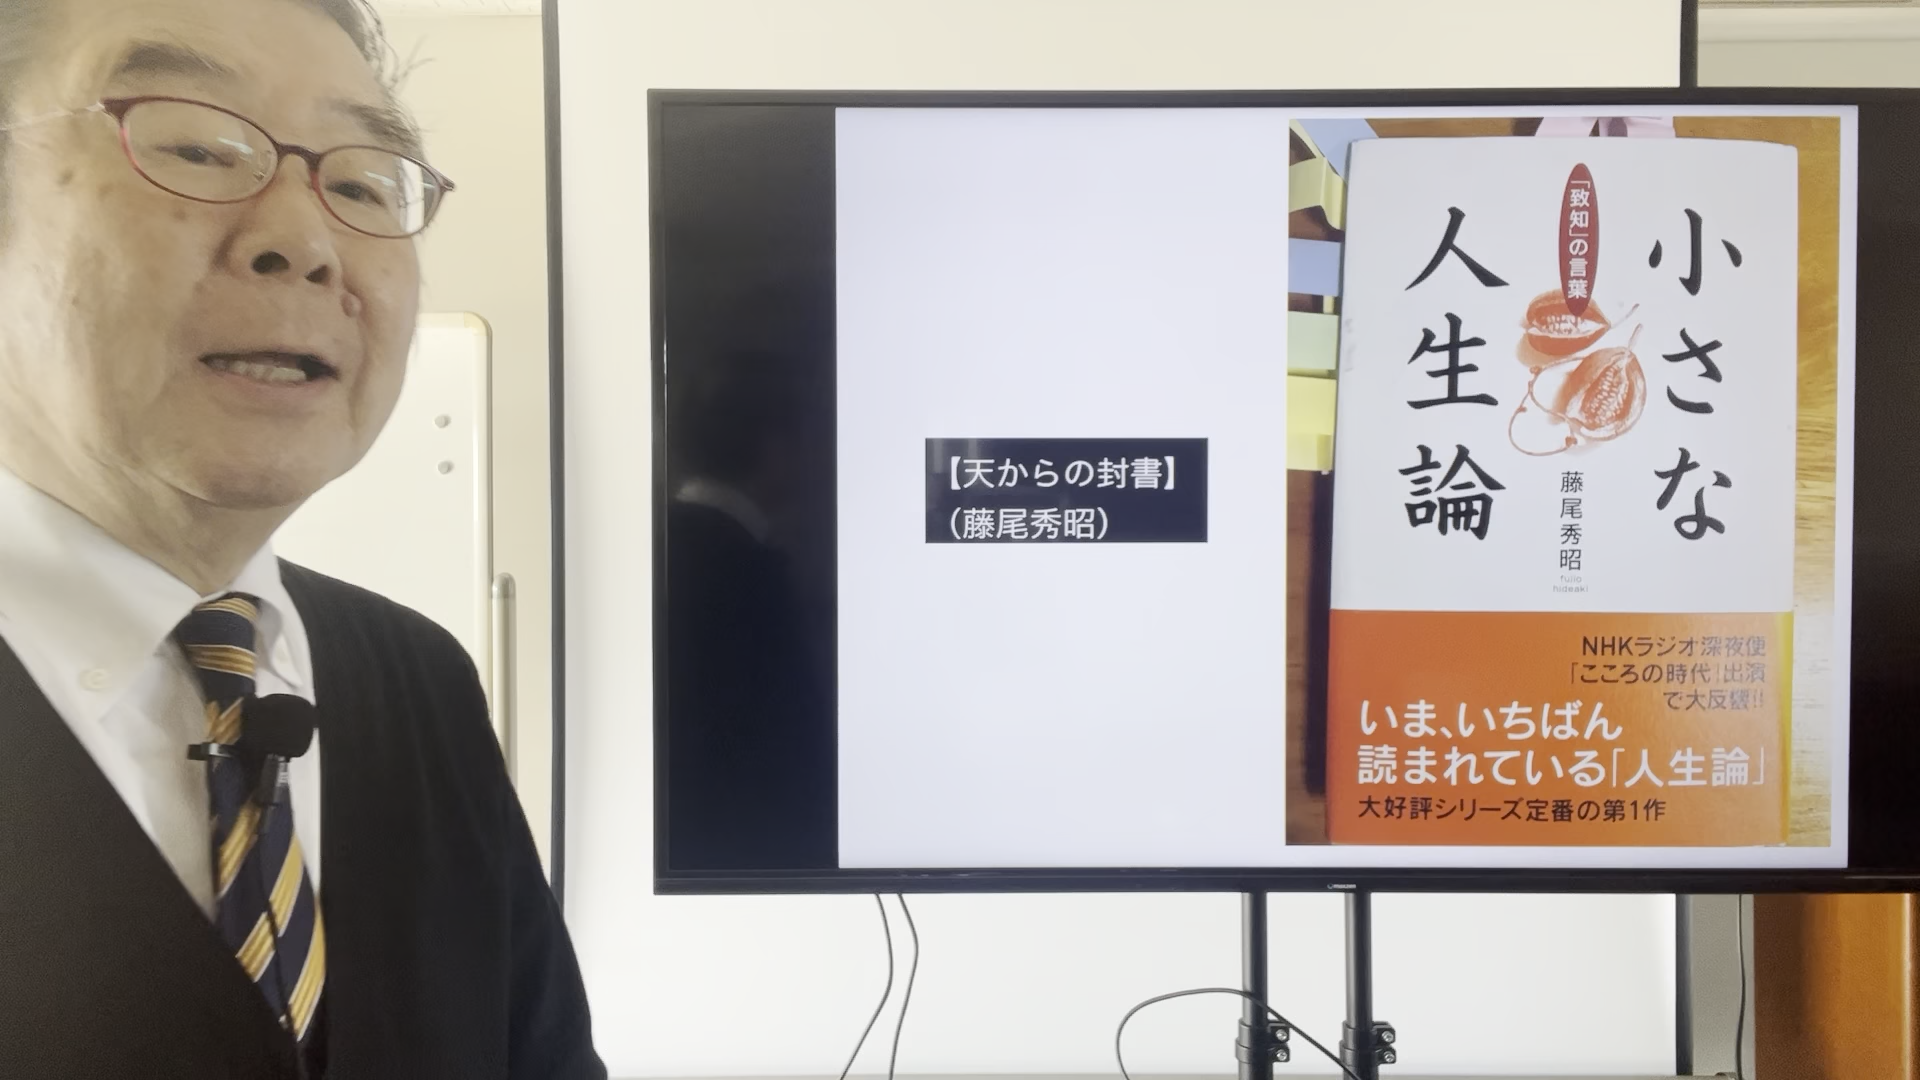 【天からの封書】
（藤尾秀昭）
「致知」の言葉
小さな
人生論
藤尾秀昭
fujio
hideaki
NHKラジオ深夜便
「こころの時代」出演
で大反響!!
いま、いちばん
読まれている「人生論」
大好評シリーズ定番の第1作